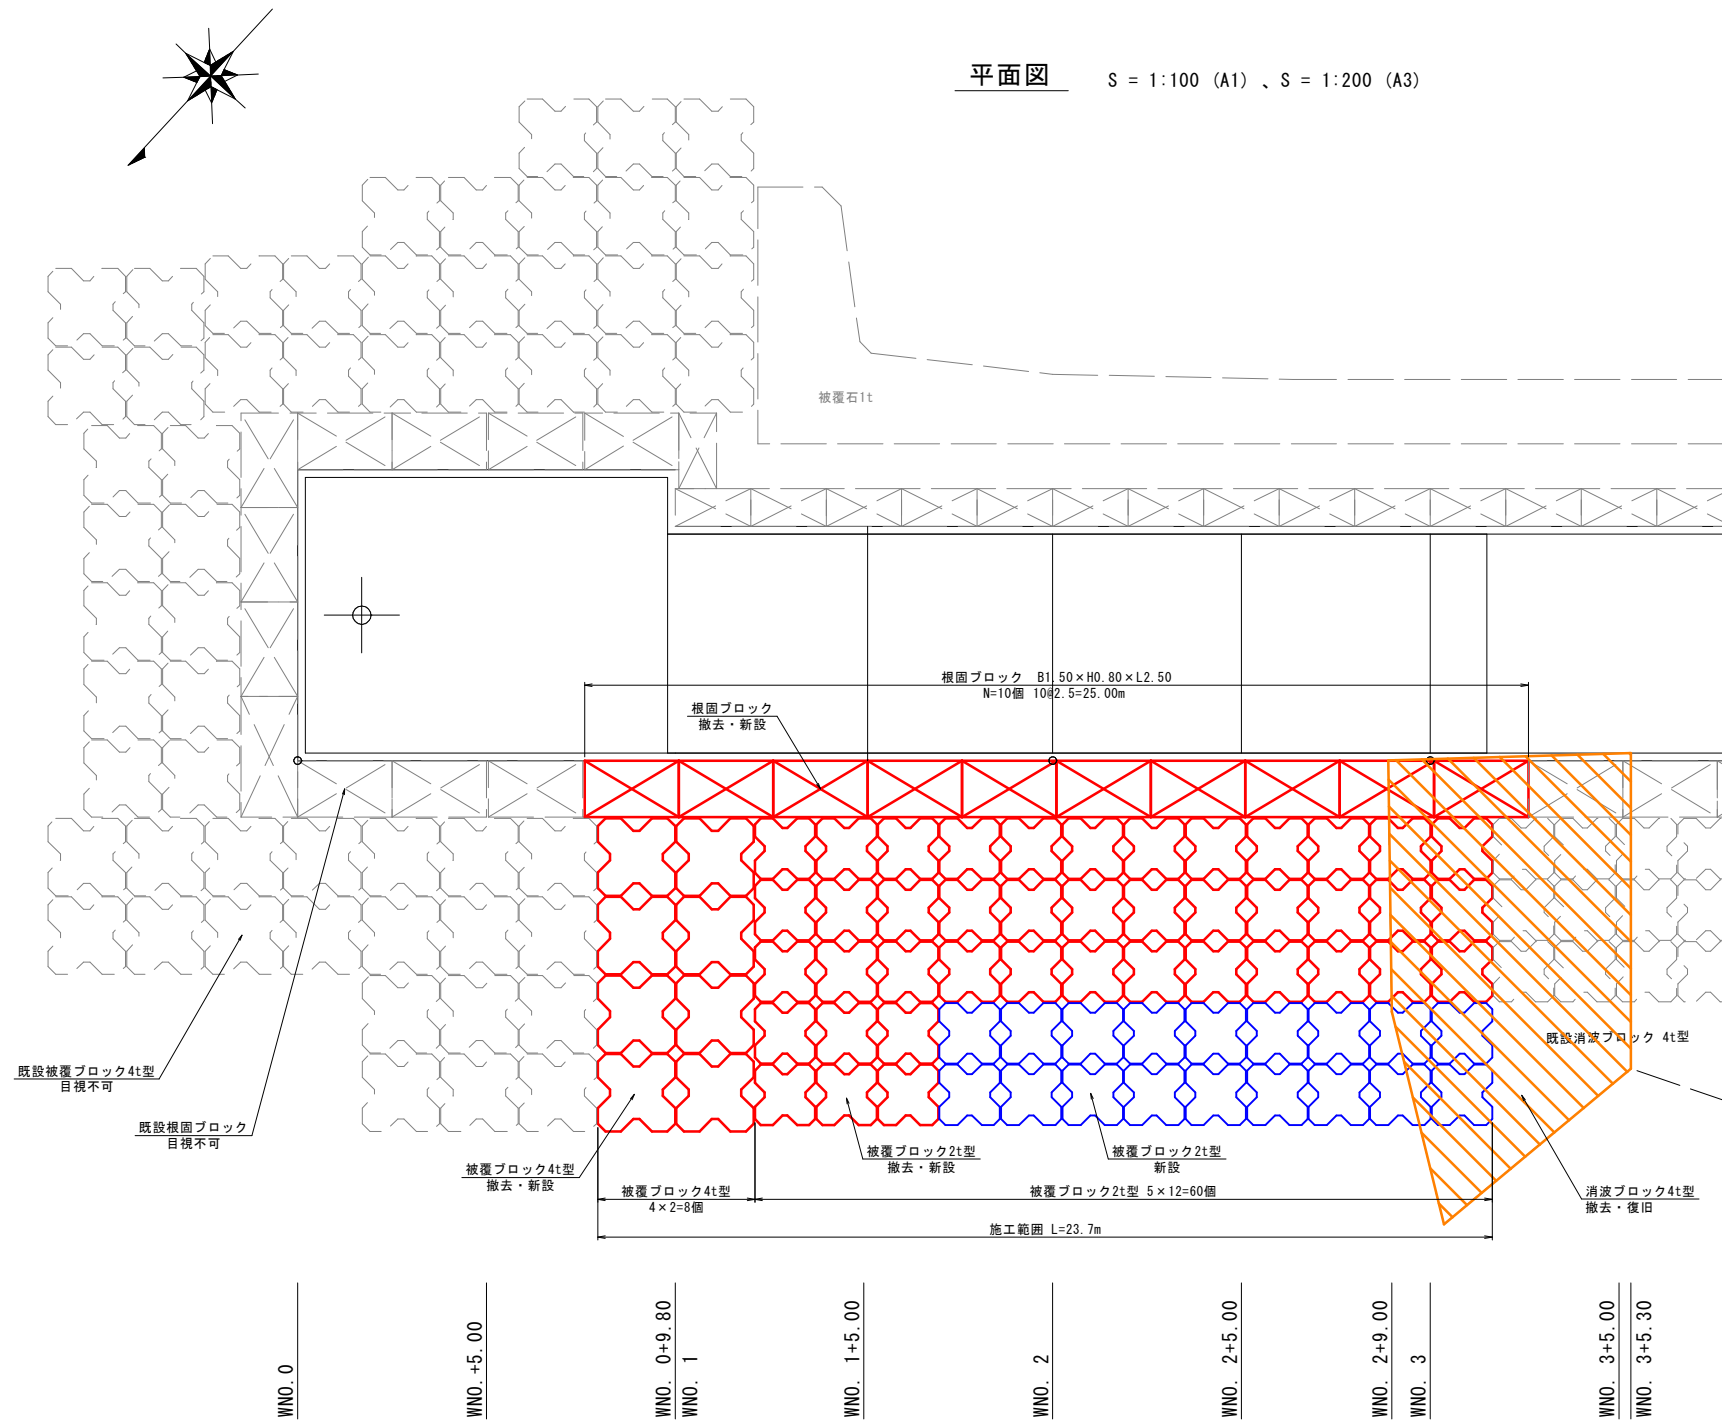 平面図 S = 1:100 (A1) 、S = 1:200 (A3)
被覆石1t
根固ブロック B1.50×H0.80×L2.50
N=10個 10@2.5=25.00m
根固ブロック
撤去・新設
既設消波ブロック 4t型
既設被覆ブロック4t型
目視不可
既設根固ブロック
目視不可
被覆ブロック4t型
撤去・新設
被覆ブロック2t型
撤去・新設
被覆ブロック2t型
新設
消波ブロック4t型
撤去・復旧
被覆ブロック4t型
4×2=8個
被覆ブロック2t型 5×12=60個
施工範囲 L=23.7m
WNO. 0
WNO. +5.00
WNO. 0+9.80
WNO. 1
WNO. 1+5.00
WNO. 2
WNO. 2+5.00
WNO. 2+9.00
WNO. 3
WNO. 3+5.00
WNO. 3+5.30